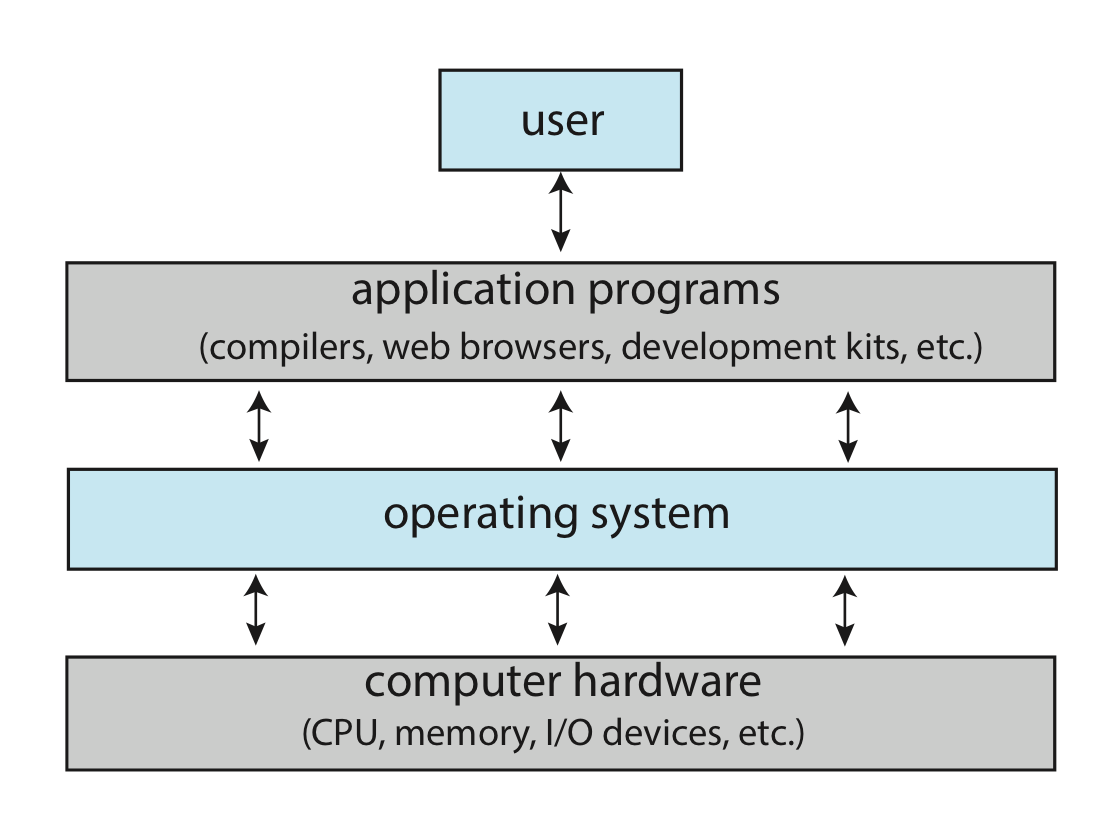 user
application programs
(compilers, web browsers, development kits, etc.)
operating system
computer hardware
(CPU, memory, I/O devices, etc.)